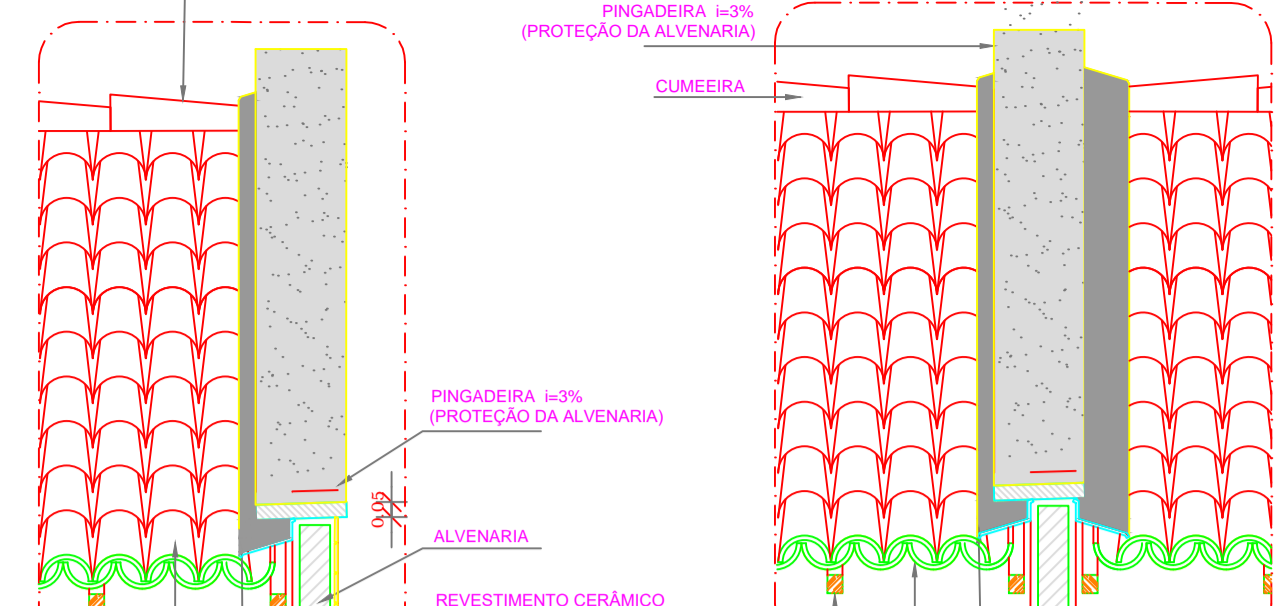 PINGADEIRA i=3%
(PROTEÇÃO DA ALVENARIA)
CUMEEIRA
PINGADEIRA i=3%
(PROTEÇÃO DA ALVENARIA)
0,05
ALVENARIA
REVESTIMENTO CERÂMICO